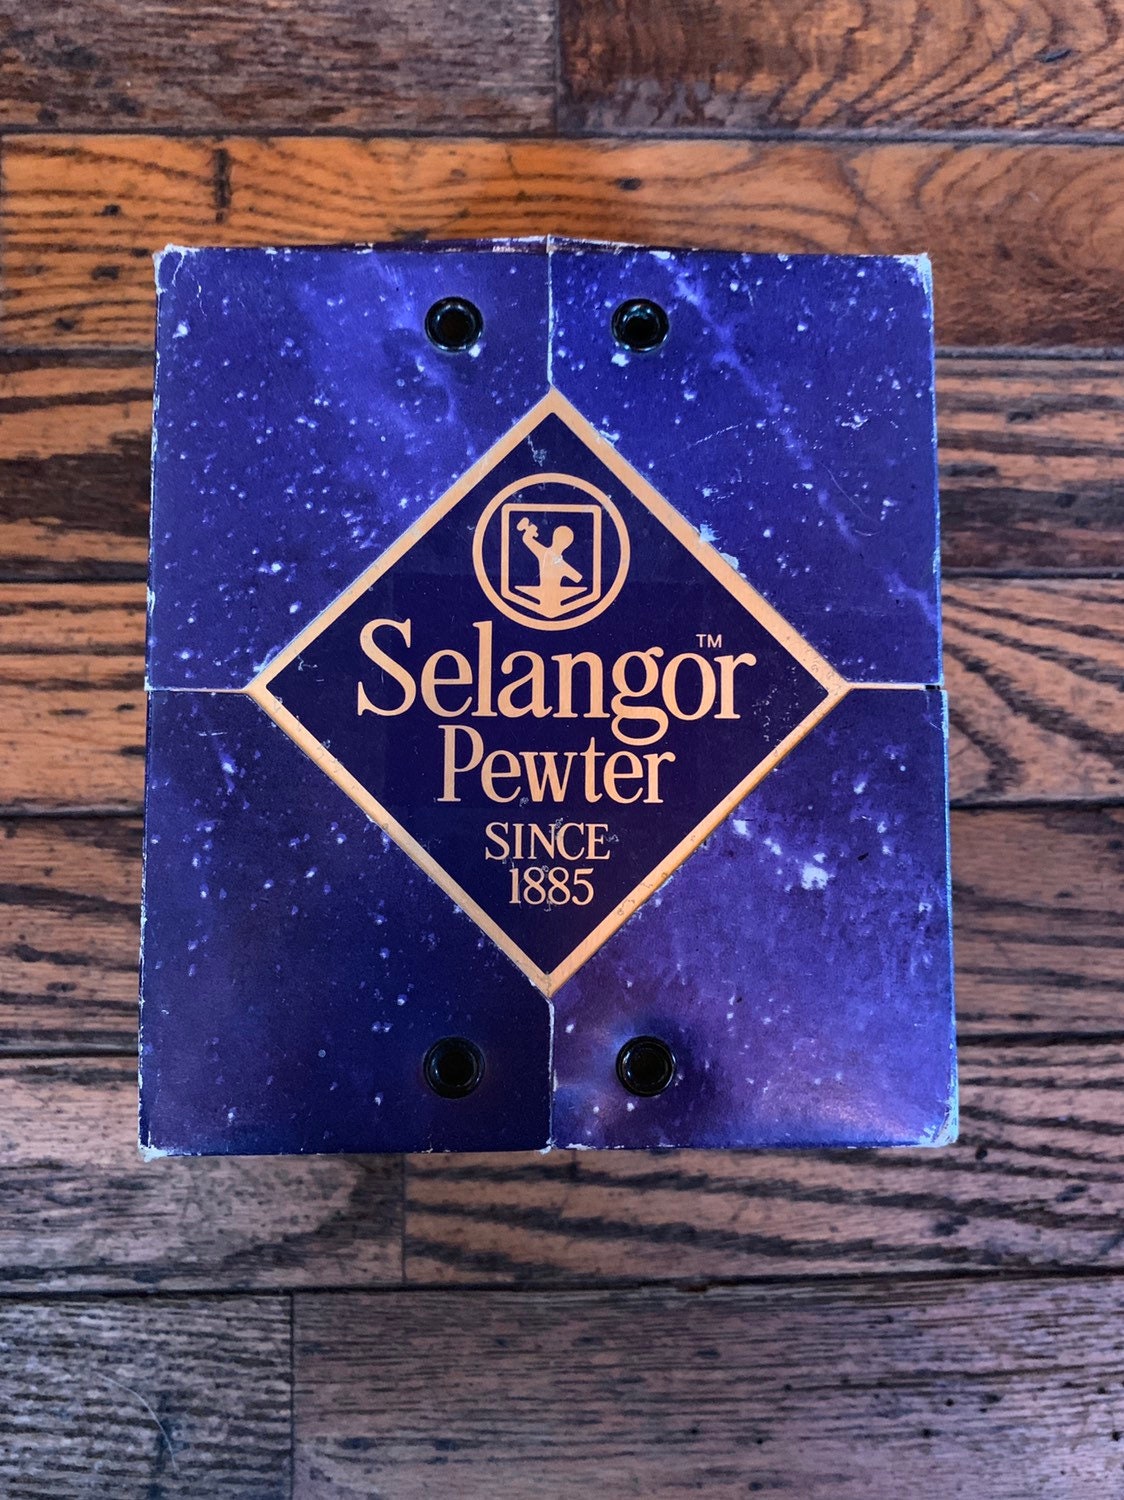 Selangor™
Pewter
SINCE
1885